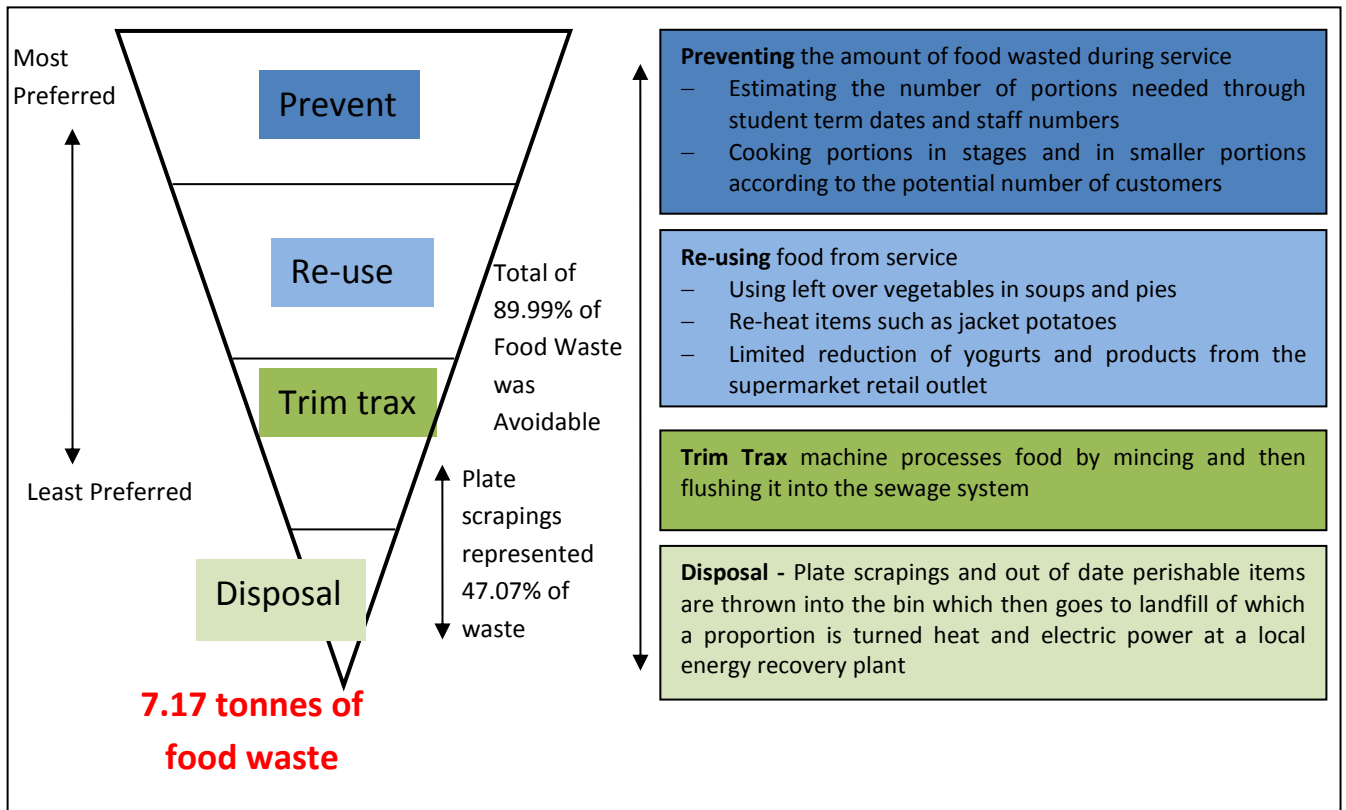 Most
Preferred
Least Preferred
Prevent
Re-use
Trim trax
Disposal
Total of
89.99% of
Food Waste
was
Avoidable
Plate
scrapings
represented
47.07% of
waste
7.17 tonnes of
food waste
Preventing the amount of food wasted during service
– Estimating the number of portions needed through
student term dates and staff numbers
– Cooking portions in stages and in smaller portions
according to the potential number of customers
Re-using food from service
– Using left over vegetables in soups and pies
– Re-heat items such as jacket potatoes
– Limited reduction of yogurts and products from the
supermarket retail outlet
Trim Trax machine processes food by mincing and then
flushing it into the sewage system
Disposal - Plate scrapings and out of date perishable items
are thrown into the bin which then goes to landfill of which
a proportion is turned heat and electric power at a local
energy recovery plant